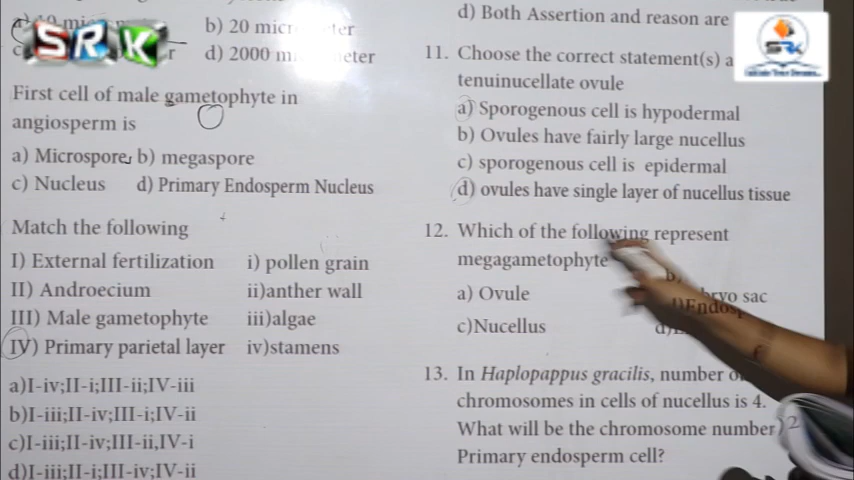 b) 20 micr ter
d) 2000 m eter
First cell of male gametophyte in
angiosperm is
a) Microspore b) megaspore
c) Nucleus d) Primary Endosperm Nucleus
Match the following
I) External fertilization i) pollen grain
II) Androecium ii)anther wall
III) Male gametophyte iii)algae
IV) Primary parietal layer iv)stamens
a)I-iv;II-i;III-ii;IV-iii
b)I-iii;II-iv;III-i;IV-ii
c)I-iii;II-iv;III-ii,IV-i
d)I-iii;II-i;III-iv;IV-ii
d) Both Assertion and reason are
11. Choose the correct statement(s) a
tenuinucellate ovule
a) Sporogenous cell is hypodermal
b) Ovules have fairly large nucellus
c) sporogenous cell is epidermal
d) ovules have single layer of nucellus tissue
12. Which of the following represent
megagametophyte
a) Ovule b) bryo sac
c)Nucellus d) Endosp
13. In Haplopappus gracilis, number o
chromosomes in cells of nucellus is 4.
What will be the chromosome number
Primary endosperm cell?
SRK
SRK